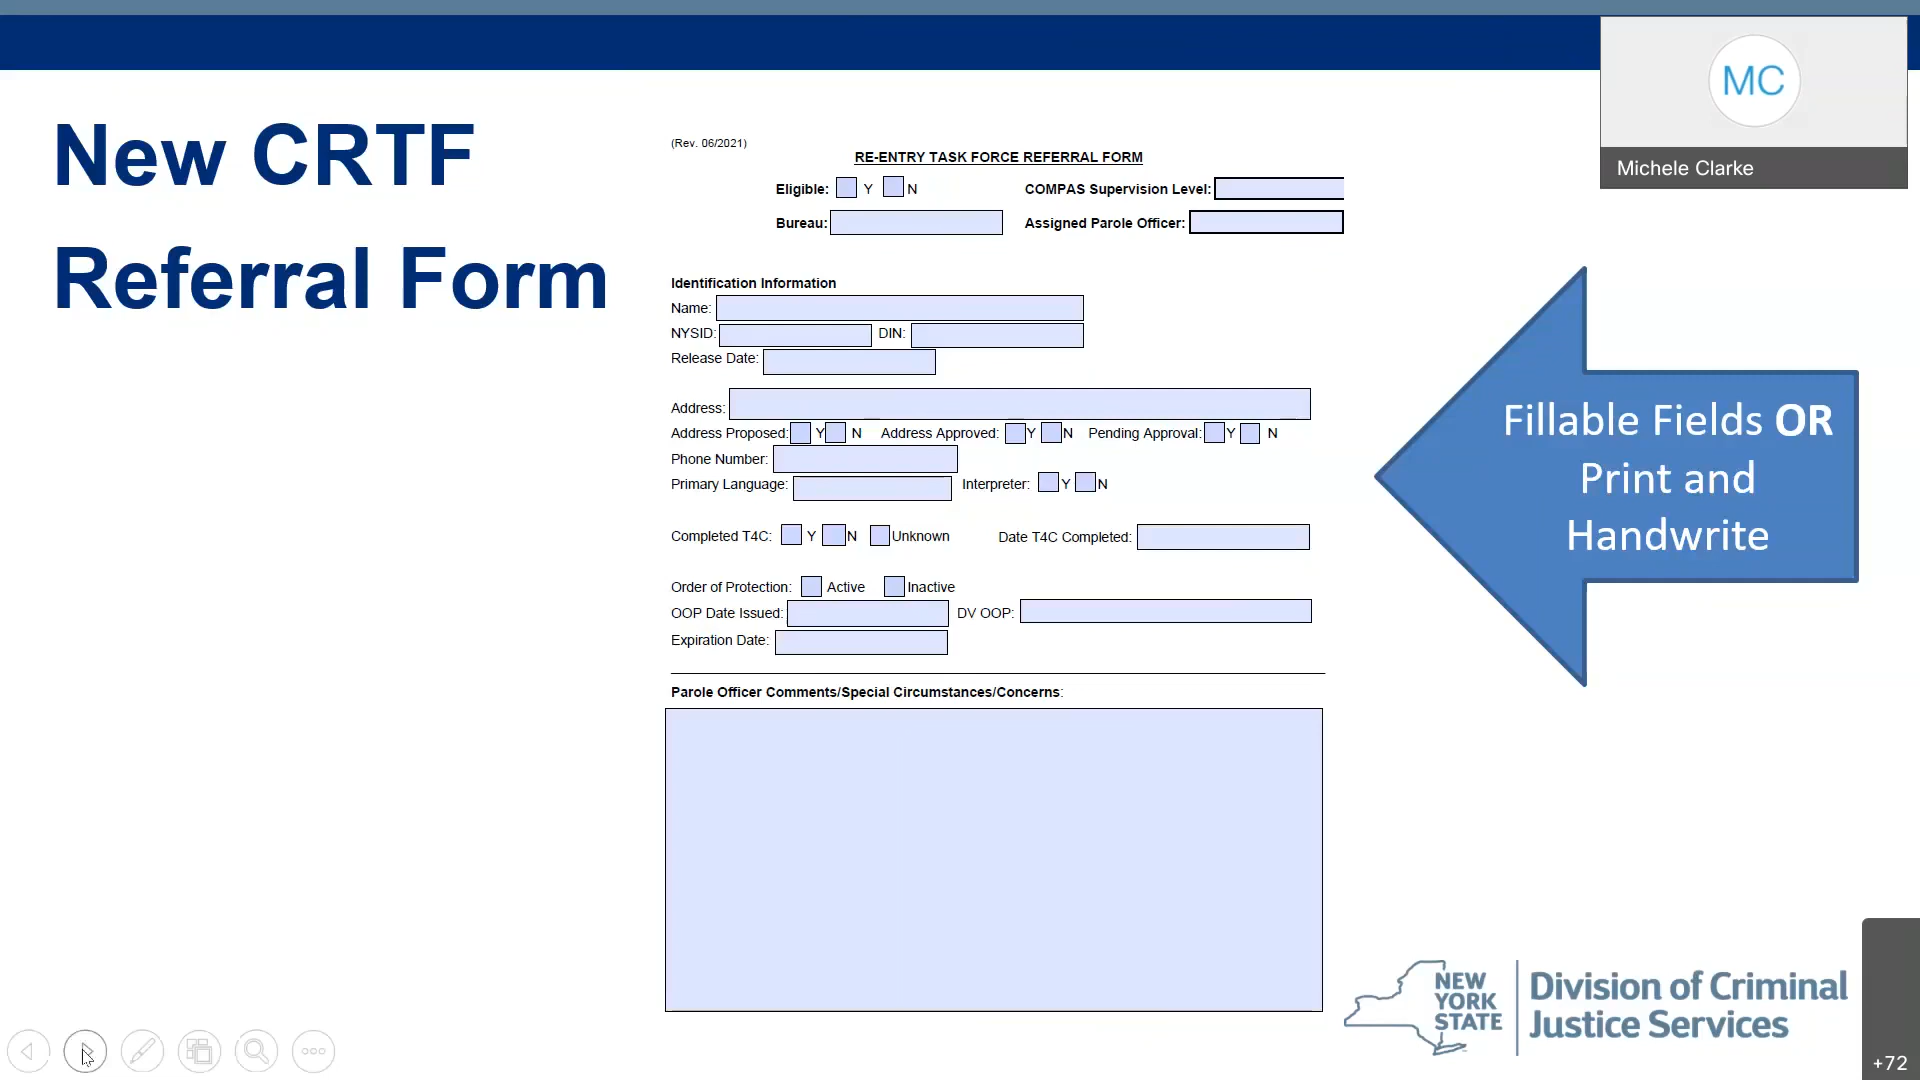 New CRTF
Referral Form
(Rev. 06/2021)
RE-ENTRY TASK FORCE REFERRAL FORM
Eligible: Y N COMPAS Supervision Level:
Bureau: Assigned Parole Officer:
Identification Information
Name:
NYSID: DIN:
Release Date:
Address:
Address Proposed: Y N Address Approved: Y N Pending Approval: Y N
Phone Number:
Primary Language: Interpreter: Y N
Completed T4C: Y N Unknown Date T4C Completed:
Order of Protection: Active Inactive
OOP Date Issued: DV OOP:
Expiration Date:
Parole Officer Comments/Special Circumstances/Concerns:
Fillable Fields OR
Print and
Handwrite
MC
Michele Clarke
NEW
YORK
STATE
Division of Criminal
Justice Services
+72